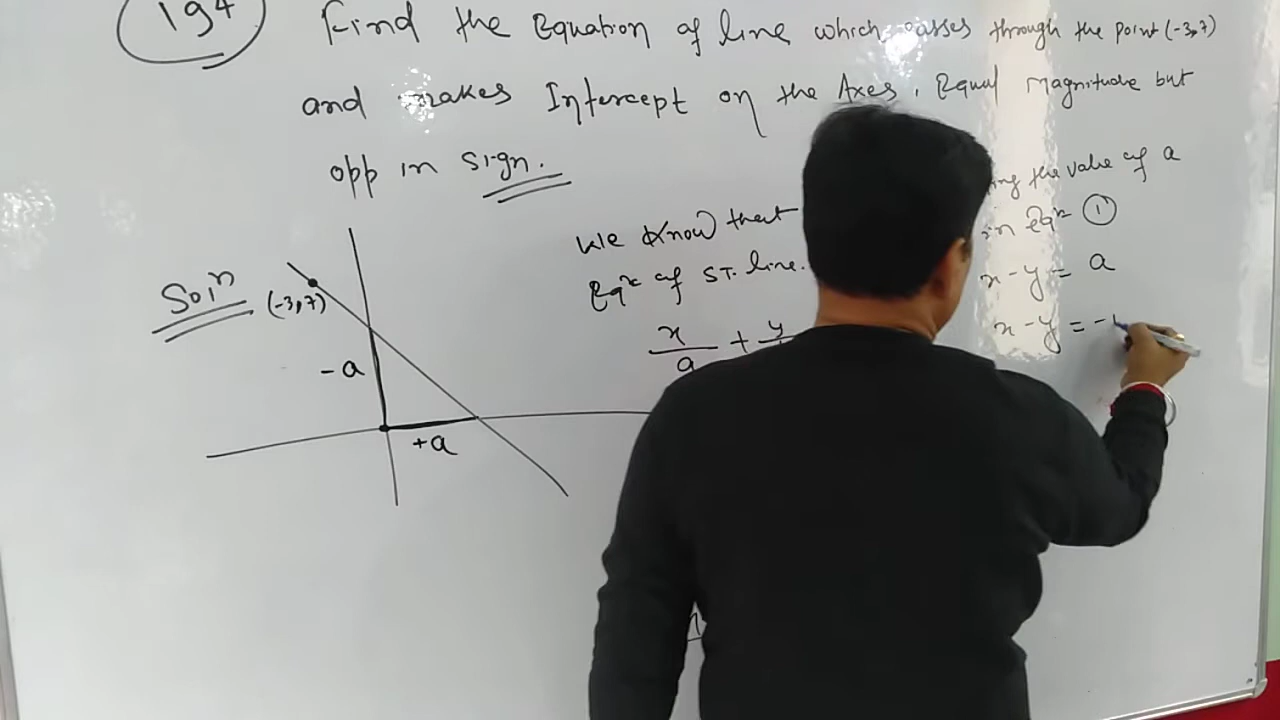 194
Find the Equation of line which passes through the point (-3,7)
and makes Intercept on the Axes, Equal Magnitude but
opp in sign.
Solⁿ
(-3,7)
-a
+a
We know that
Eqⁿ of ST. line.
x/a + y
the value of a
in Eqⁿ ①
x - y = a
x - y = -1